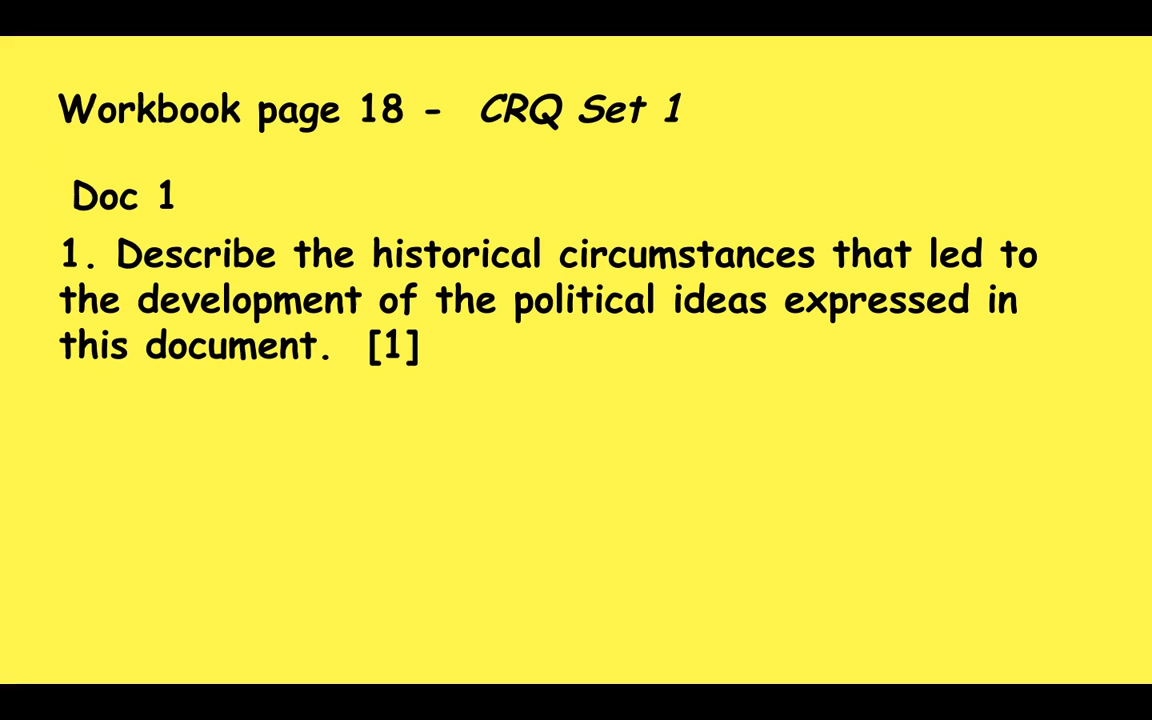 Workbook page 18 - CRQ Set 1
Doc 1
1. Describe the historical circumstances that led to
the development of the political ideas expressed in
this document. [1]